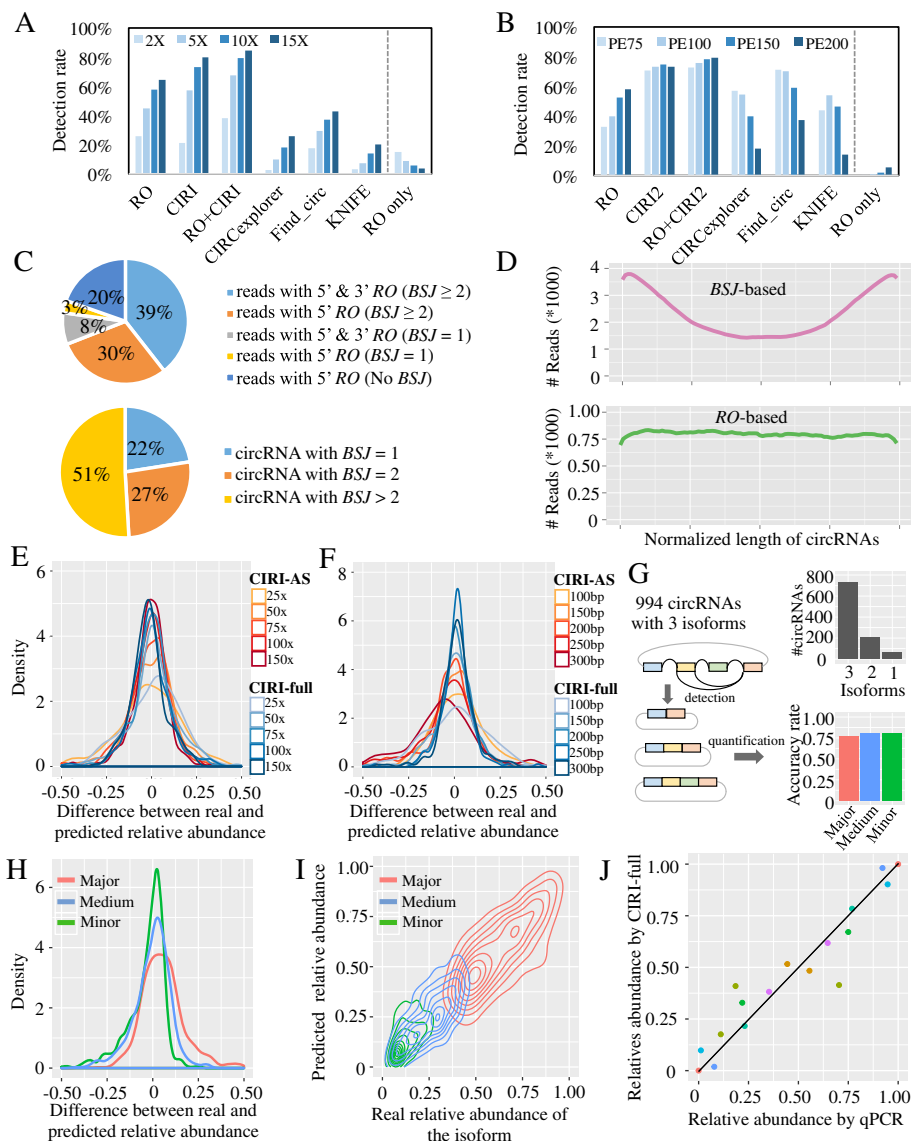 A
2X 5X 10X 15X
Detection rate
100%
80%
60%
40%
20%
0%
RO
CIRI
RO+CIRI
CIRCexplorer
Find_circ
KNIFE
RO only
B
PE75 PE100 PE150 PE200
Detection rate
100%
80%
60%
40%
20%
0%
RO
CIRI2
RO+CIRI2
CIRCexplorer
Find_circ
KNIFE
RO only
C
20%
3%
8%
39%
30%
reads with 5' & 3' RO (BSJ ≥ 2)
reads with 5' RO (BSJ ≥ 2)
reads with 5' & 3' RO (BSJ = 1)
reads with 5' RO (BSJ = 1)
reads with 5' RO (No BSJ)
22%
51%
27%
circRNA with BSJ = 1
circRNA with BSJ = 2
circRNA with BSJ > 2
D
# Reads (*1000)
4
3
2
1
0
BSJ-based
# Reads (*1000)
1.00
0.75
0.25
0
RO-based
Normalized length of circRNAs
E
Density
6
4
2
0
-0.50 -0.25 0 0.25 0.50
Difference between real and
predicted relative abundance
CIRI-AS
25x
50x
75x
100x
150x
CIRI-full
25x
50x
75x
100x
150x
F
8
6
4
2
0
-0.50 -0.25 0 0.25 0.50
Difference between real and
predicted relative abundance
CIRI-AS
100bp
150bp
200bp
250bp
300bp
CIRI-full
100bp
150bp
200bp
250bp
300bp
G
994 circRNAs
with 3 isoforms
detection
quantification
#circRNAs
800
600
400
200
0
3 2 1
Isoforms
Accuracy rate
1.00
0.75
0.50
0.25
0
Major
Medium
Minor
H
Density
6
4
2
0
Major
Medium
Minor
-0.50 -0.25 0 0.25 0.50
Difference between real and
predicted relative abundance
I
Predicted relative abundance
1.00
0.75
0.50
0.25
0
Major
Medium
Minor
0 0.25 0.50 0.75 1.00
Real relative abundance of
the isoform
J
Relatives abundance by CIRI-full
1.00
0.75
0.50
0.25
0
0 0.25 0.50 0.75 1.00
Relative abundance by qPCR